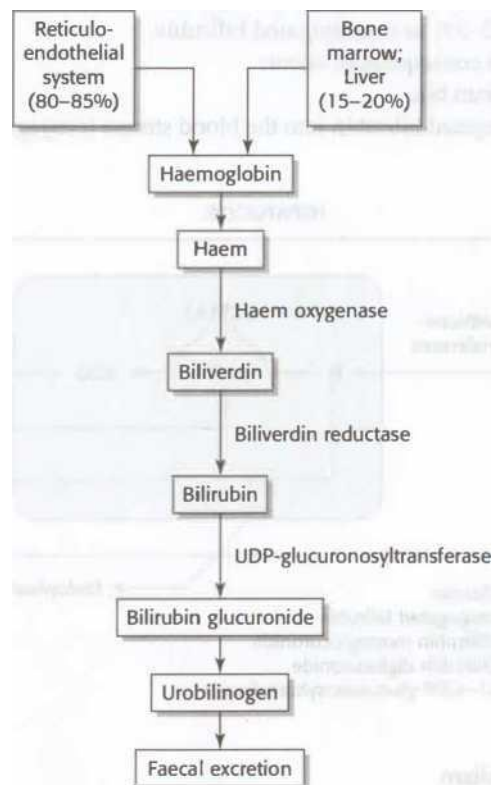 Reticulo-
endothelial
system
(80–85%)
Bone
marrow:
Liver
(15–20%)
Haemoglobin
Haem
Haem oxygenase
Biliverdin
Biliverdin reductase
Bilirubin
UDP-glucuronosyltransferase
Bilirubin glucuronide
Urobilinogen
Faecal excretion